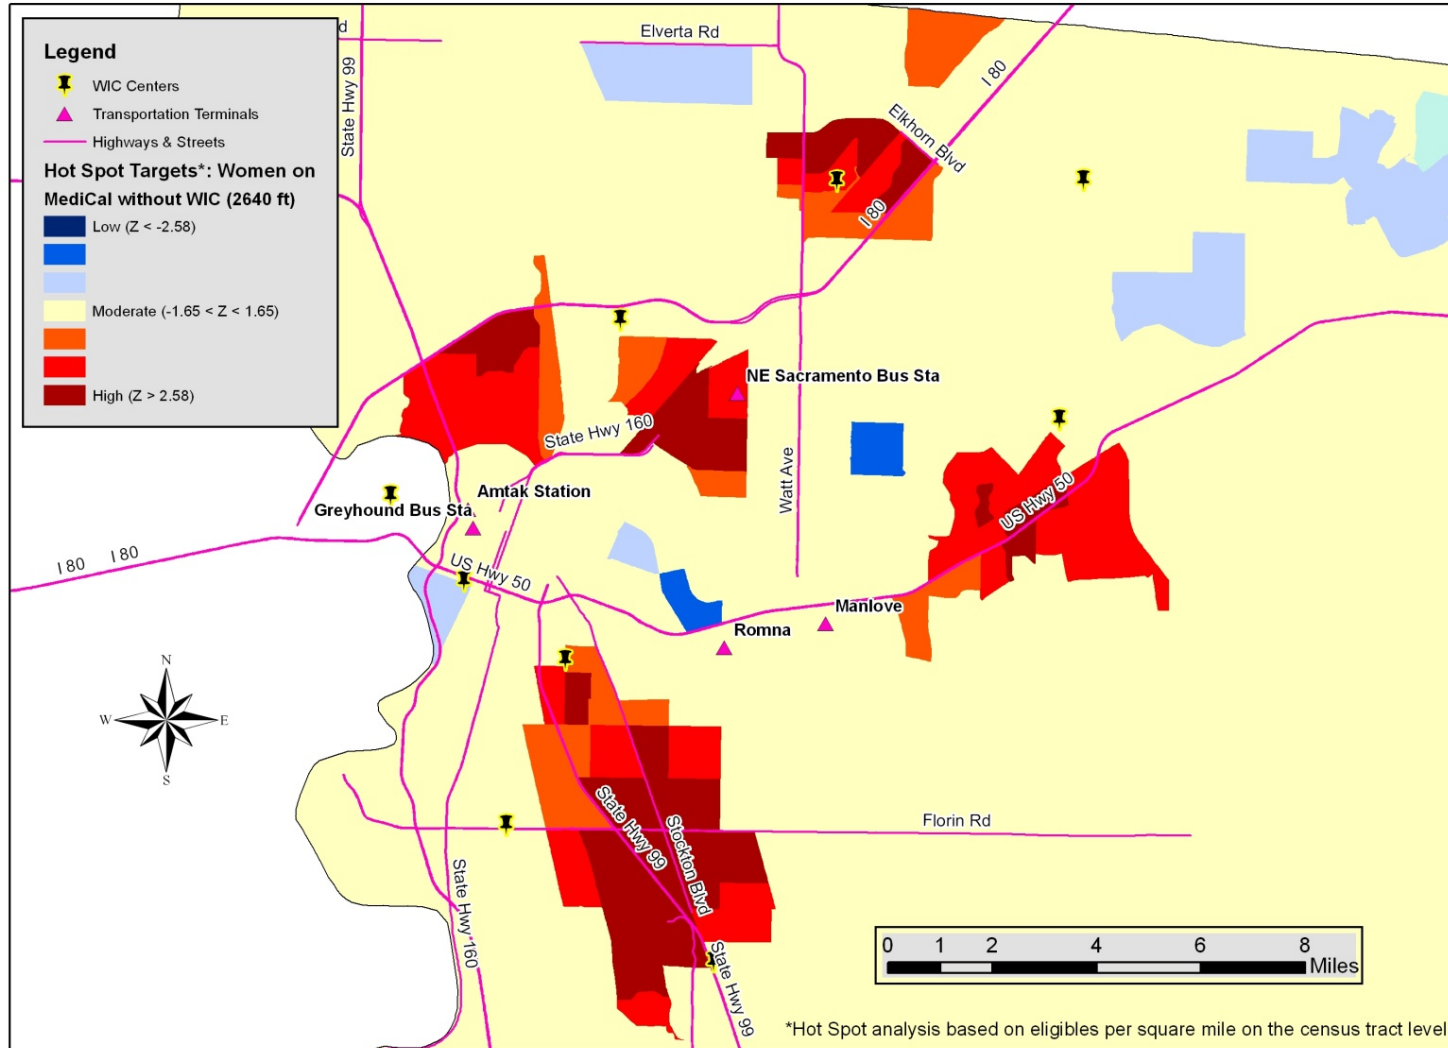 Legend
WIC Centers
Transportation Terminals
Highways & Streets
Hot Spot Targets*: Women on
MediCal without WIC (2640 ft)
Low (Z < -2.58)
Moderate (-1.65 < Z < 1.65)
High (Z > 2.58)
d
State Hwy 99
Elverta Rd
I 80
Elkhorn Blvd
I 80
NE Sacramento Bus Sta
State Hwy 160
Watt Ave
Amtak Station
Greyhound Bus Sta
US Hwy 50
I 80
I 80
US Hwy 50
Manlove
Romna
N
W
E
S
State Hwy 99
Stockton Blvd
Florin Rd
State Hwy 160
State Hwy 99
0 1 2 4 6 8
Miles
*Hot Spot analysis based on eligibles per square mile on the census tract level